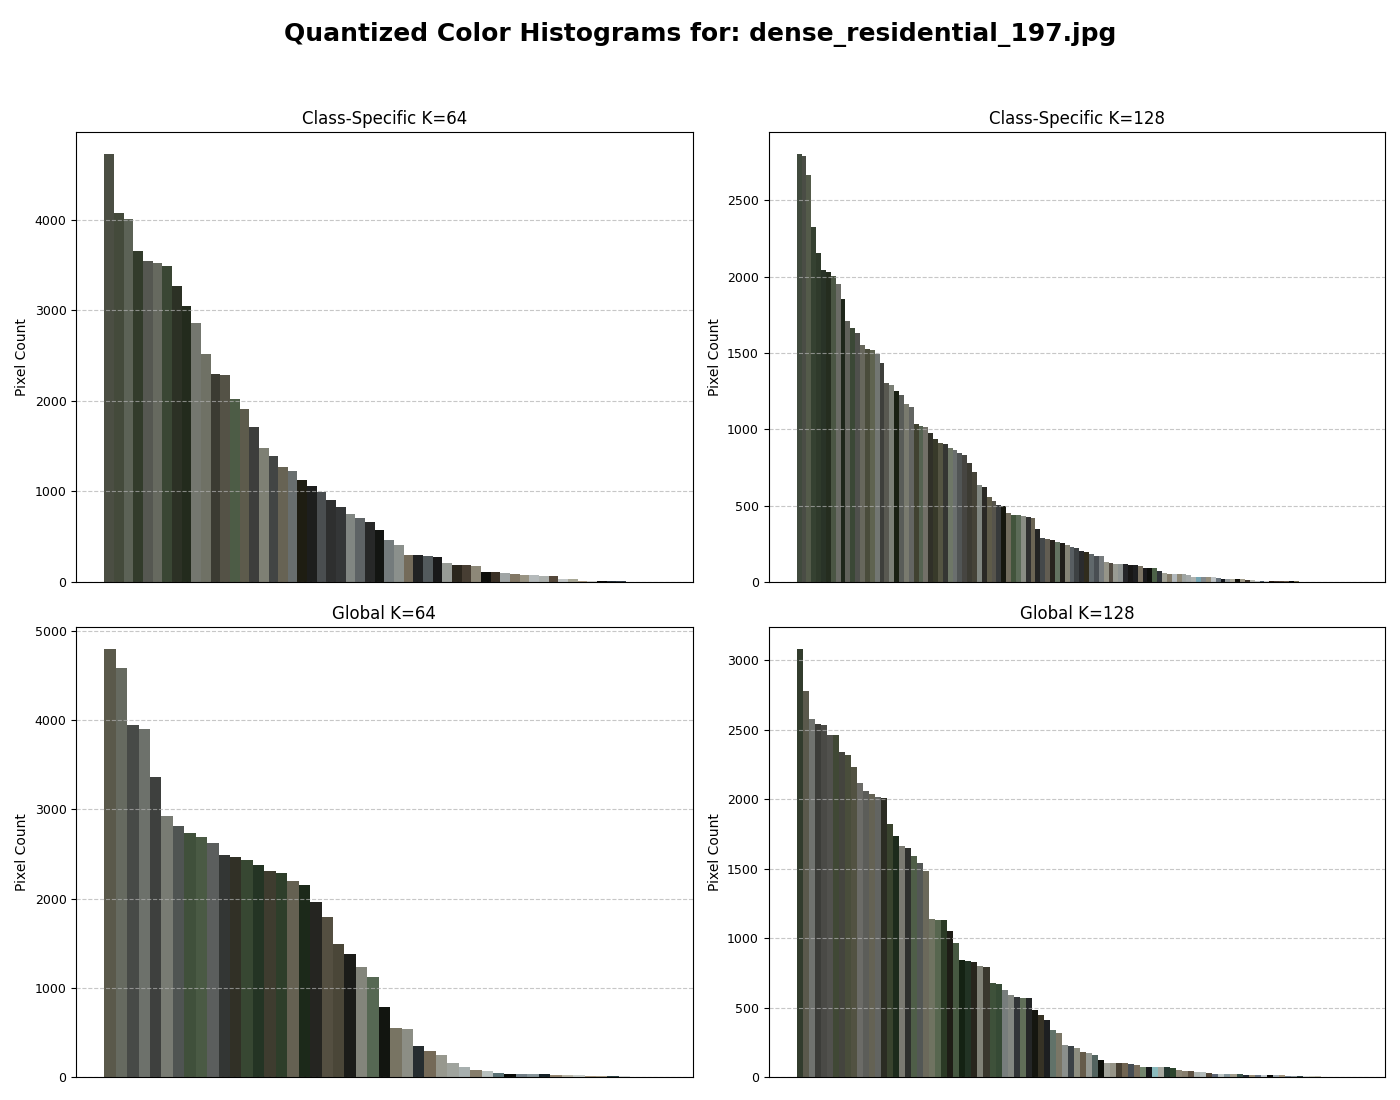 Quantized Color Histograms for: dense_residential_197.jpg
Class-Specific K=64
Pixel Count
4000
3000
2000
1000
0
Class-Specific K=128
Pixel Count
2500
2000
1500
1000
500
0
Global K=64
Pixel Count
5000
4000
3000
2000
1000
0
Global K=128
Pixel Count
3000
2500
2000
1500
1000
500
0